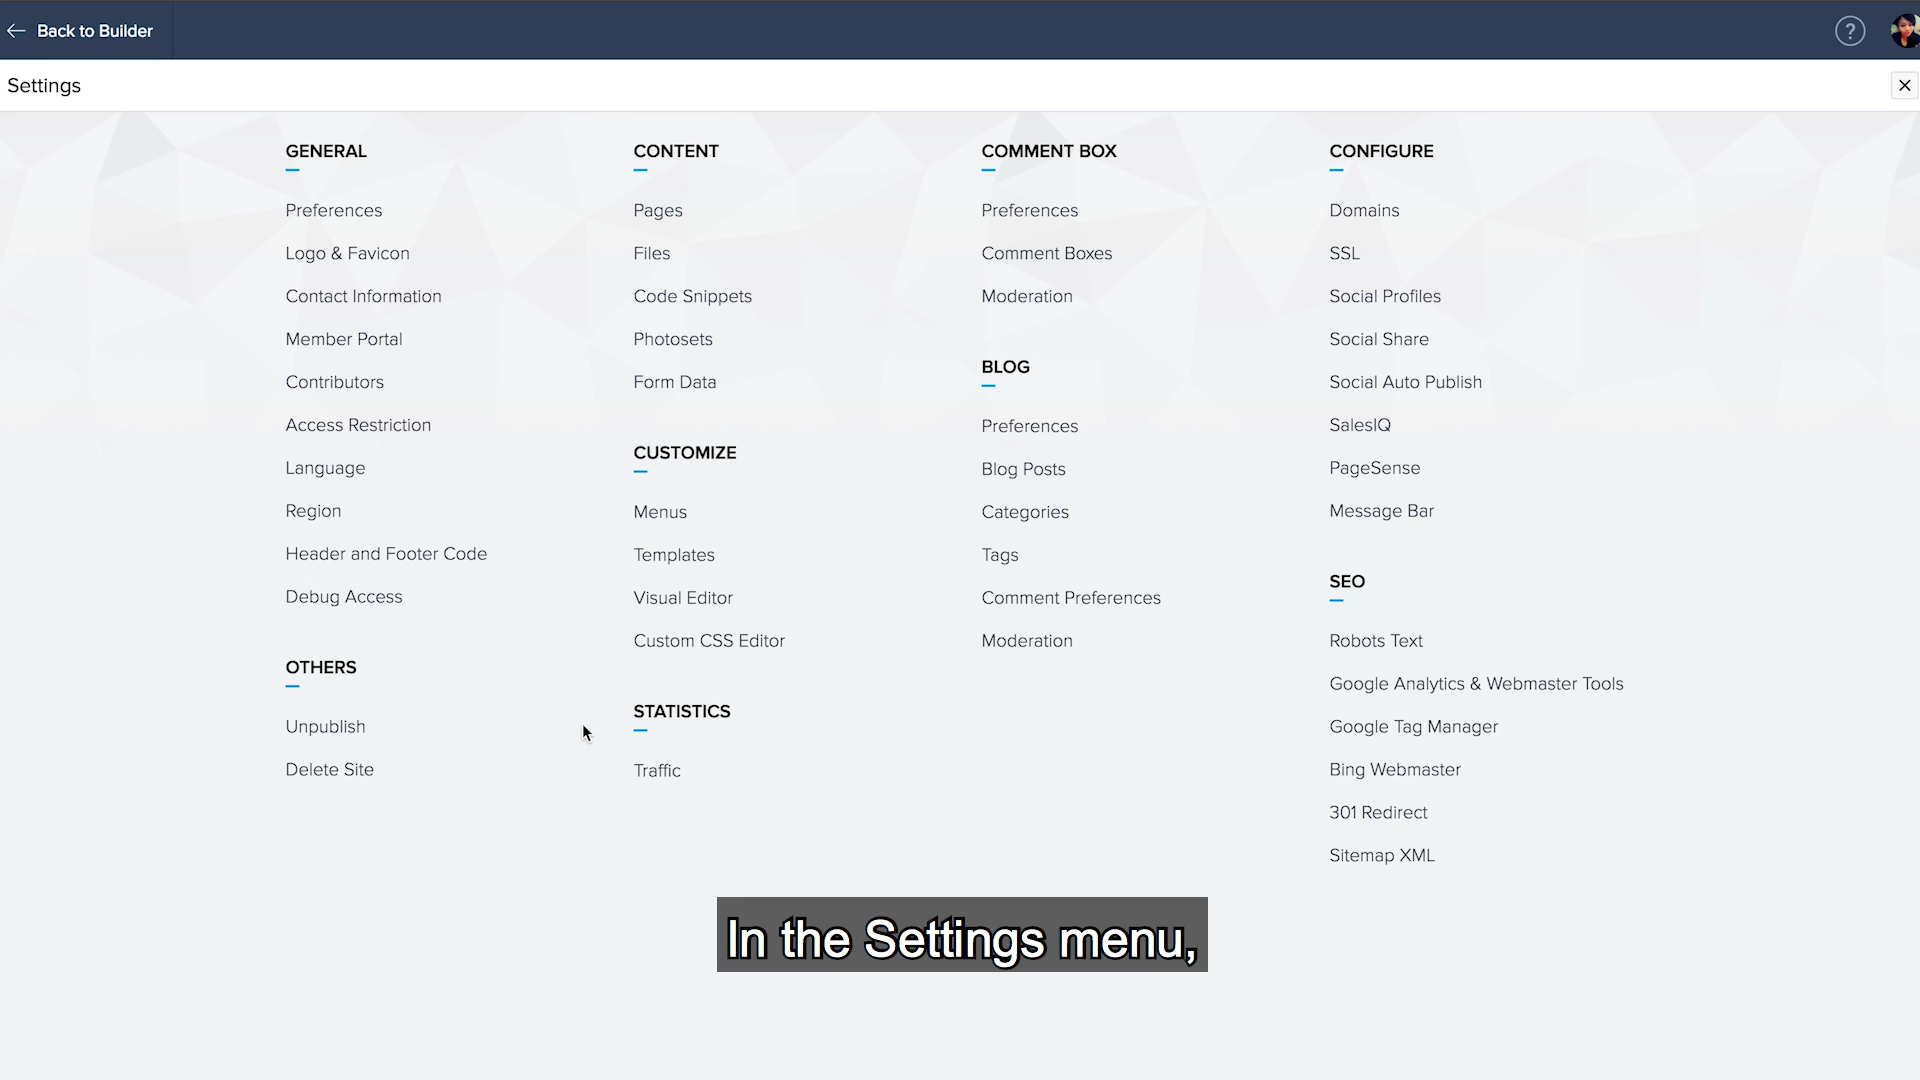 Back to Builder
?
Settings
GENERAL
Preferences
Logo & Favicon
Contact Information
Member Portal
Contributors
Access Restriction
Language
Region
Header and Footer Code
Debug Access
OTHERS
Unpublish
Delete Site
CONTENT
Pages
Files
Code Snippets
Photosets
Form Data
CUSTOMIZE
Menus
Templates
Visual Editor
Custom CSS Editor
STATISTICS
Traffic
COMMENT BOX
Preferences
Comment Boxes
Moderation
BLOG
Preferences
Blog Posts
Categories
Tags
Comment Preferences
Moderation
CONFIGURE
Domains
SSL
Social Profiles
Social Share
Social Auto Publish
SalesIQ
PageSense
Message Bar
SEO
Robots Text
Google Analytics & Webmaster Tools
Google Tag Manager
Bing Webmaster
301 Redirect
Sitemap XML
In the Settings menu,